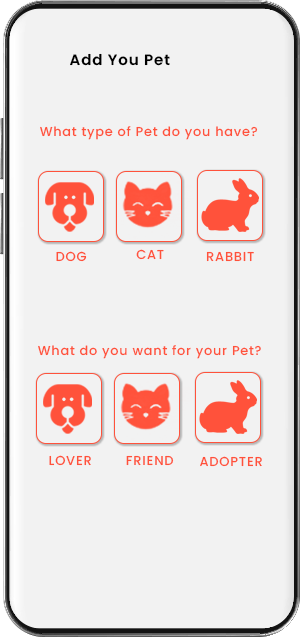 Add You Pet
What type of Pet do you have?
DOG CAT RABBIT
What do you want for your Pet?
LOVER FRIEND ADOPTER